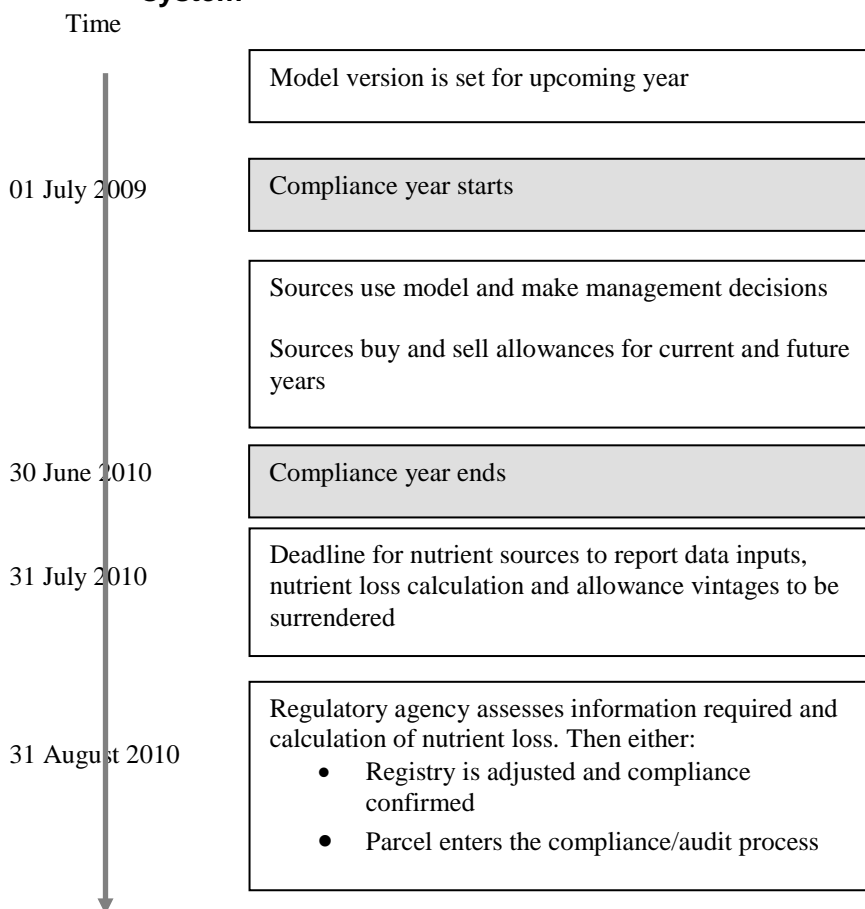 System
Time
Model version is set for upcoming year
01 July 2009
Compliance year starts
Sources use model and make management decisions
Sources buy and sell allowances for current and future
years
30 June 2010
Compliance year ends
31 July 2010
Deadline for nutrient sources to report data inputs,
nutrient loss calculation and allowance vintages to be
surrendered
31 August 2010
Regulatory agency assesses information required and
calculation of nutrient loss. Then either:
• Registry is adjusted and compliance
confirmed
• Parcel enters the compliance/audit process